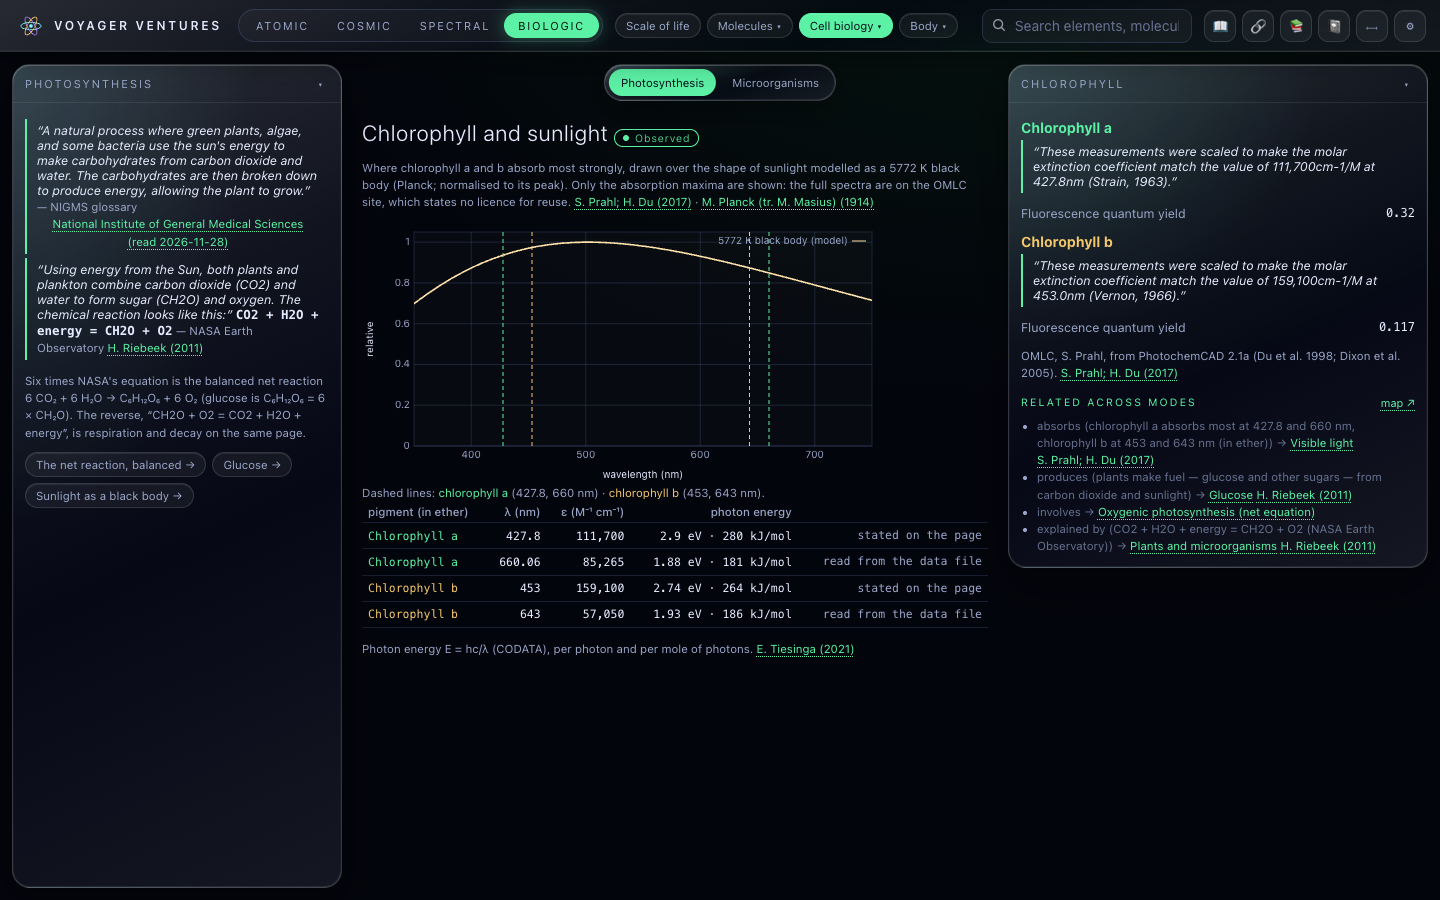 VOYAGER VENTURES
ATOMIC COSMIC SPECTRAL BIOLOGIC
Scale of life Molecules ▾ Cell biology ▾ Body ▾
Search elements, molecul
PHOTOSYNTHESIS
“A natural process where green plants, algae,
and some bacteria use the sun's energy to
make carbohydrates from carbon dioxide and
water. The carbohydrates are then broken down
to produce energy, allowing the plant to grow.”
— NIGMS glossary
National Institute of General Medical Sciences
(read 2026-11-28)
“Using energy from the Sun, both plants and
plankton combine carbon dioxide (CO2) and
water to form sugar (CH2O) and oxygen. The
chemical reaction looks like this:” CO2 + H2O +
energy = CH2O + O2 — NASA Earth
Observatory H. Riebeek (2011)
Six times NASA's equation is the balanced net reaction
6 CO₂ + 6 H₂O → C₆H₁₂O₆ + 6 O₂ (glucose is C₆H₁₂O₆ = 6
× CH₂O). The reverse, “CH2O + O2 = CO2 + H2O +
energy”, is respiration and decay on the same page.
The net reaction, balanced → Glucose →
Sunlight as a black body →
Photosynthesis Microorganisms
Chlorophyll and sunlight Observed
Where chlorophyll a and b absorb most strongly, drawn over the shape of sunlight modelled as a 5772 K black
body (Planck; normalised to its peak). Only the absorption maxima are shown: the full spectra are on the OMLC
site, which states no licence for reuse. S. Prahl; H. Du (2017) · M. Planck (tr. M. Masius) (1914)
5772 K black body (model)
1
0.8
0.6
0.4
0.2
0
relative
400 500 600 700
wavelength (nm)
Dashed lines: chlorophyll a (427.8, 660 nm) · chlorophyll b (453, 643 nm).
pigment (in ether) λ (nm) ε (M⁻¹ cm⁻¹) photon energy
Chlorophyll a 427.8 111,700 2.9 eV · 280 kJ/mol stated on the page
Chlorophyll a 660.06 85,265 1.88 eV · 181 kJ/mol read from the data file
Chlorophyll b 453 159,100 2.74 eV · 264 kJ/mol stated on the page
Chlorophyll b 643 57,050 1.93 eV · 186 kJ/mol read from the data file
Photon energy E = hc/λ (CODATA), per photon and per mole of photons. E. Tiesinga (2021)
CHLOROPHYLL
Chlorophyll a
“These measurements were scaled to make the molar
extinction coefficient match the value of 111,700cm-1/M at
427.8nm (Strain, 1963).”
Fluorescence quantum yield 0.32
Chlorophyll b
“These measurements were scaled to make the molar
extinction coefficient match the value of 159,100cm-1/M at
453.0nm (Vernon, 1966).”
Fluorescence quantum yield 0.117
OMLC, S. Prahl, from PhotochemCAD 2.1a (Du et al. 1998; Dixon et al.
2005). S. Prahl; H. Du (2017)
RELATED ACROSS MODES map ↗
absorbs (chlorophyll a absorbs most at 427.8 and 660 nm,
chlorophyll b at 453 and 643 nm (in ether)) → Visible light
S. Prahl; H. Du (2017)
produces (plants make fuel — glucose and other sugars — from
carbon dioxide and sunlight) → Glucose H. Riebeek (2011)
involves → Oxygenic photosynthesis (net equation)
explained by (CO2 + H2O + energy = CH2O + O2 (NASA Earth
Observatory)) → Plants and microorganisms H. Riebeek (2011)